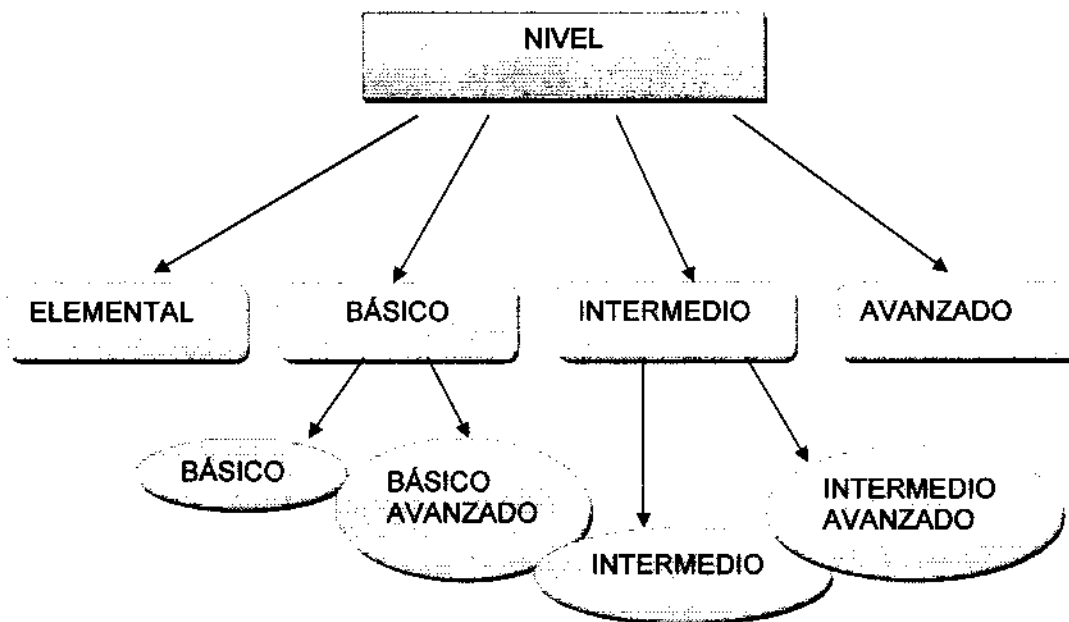 NIVEL
ELEMENTAL
BÁSICO
INTERMEDIO
AVANZADO
BÁSICO
BÁSICO
AVANZADO
INTERMEDIO
INTERMEDIO
AVANZADO